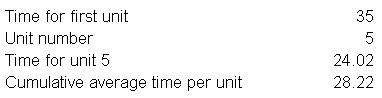 Time for first unit 35
Unit number 5
Time for unit 5 24.02
Cumulative average time per unit 28.22